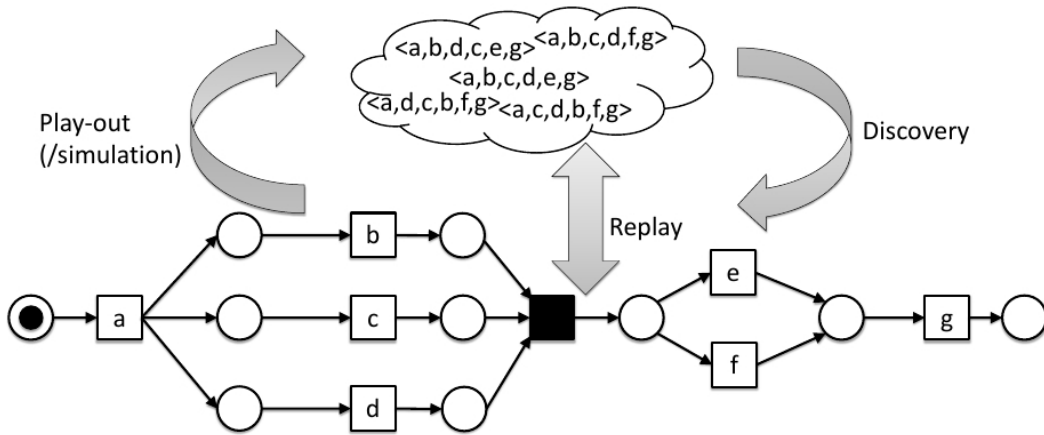 <a,b,d,c,e,g> <a,b,c,d,f,g>
<a,b,c,d,e,g>
<a,d,c,b,f,g> <a,c,d,b,f,g>
Play-out
(/simulation)
Discovery
Replay
b
e
a
c
g
f
d